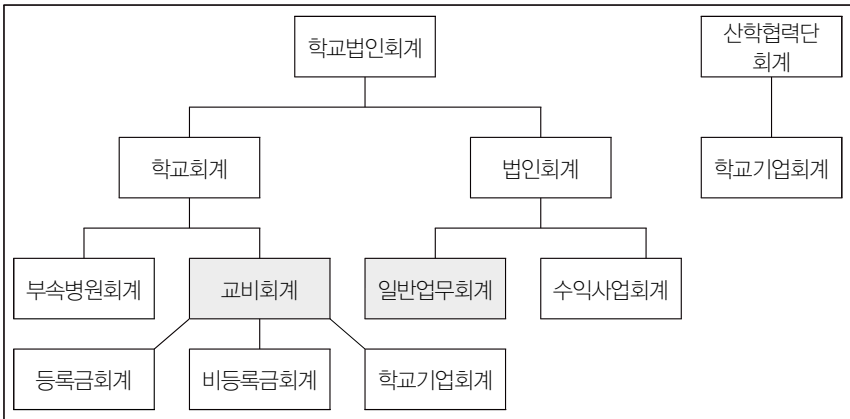 학교법인회계
산학협력단
회계
학교회계
법인회계
학교기업회계
부속병원회계
교비회계
일반업무회계
수익사업회계
등록금회계
비등록금회계
학교기업회계